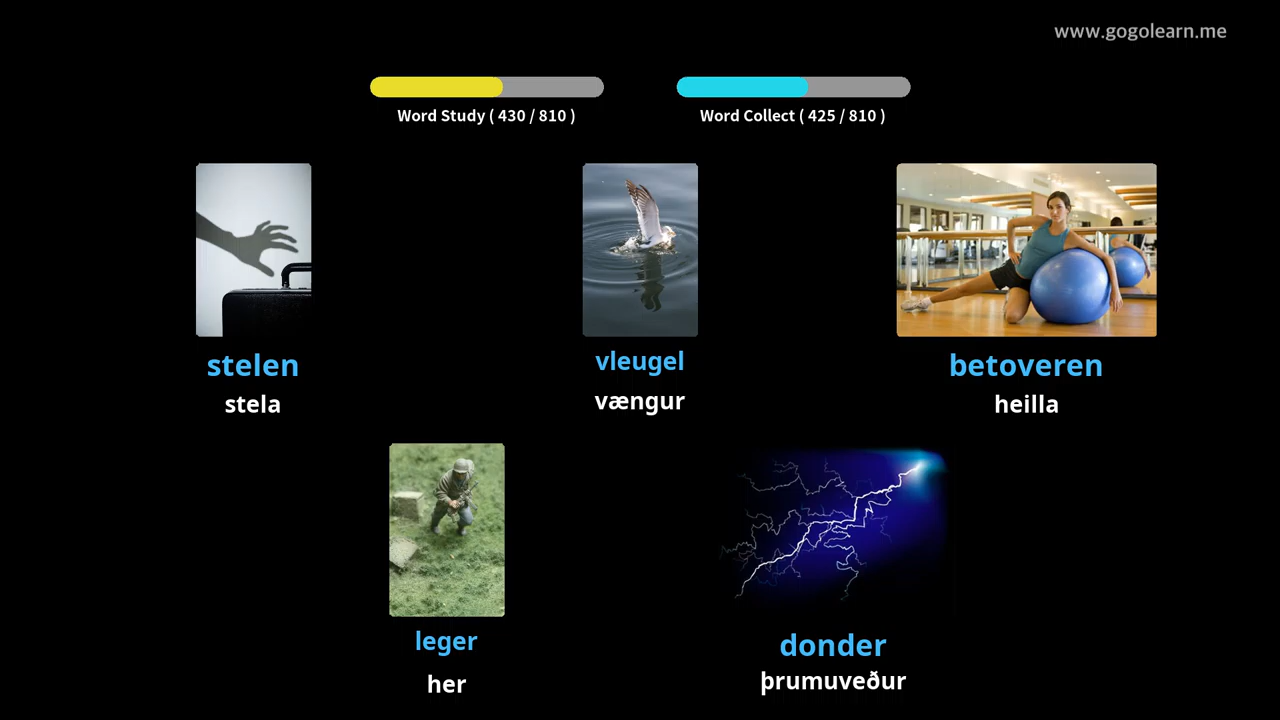 www.gogolearn.me
Word Study ( 430 / 810 )
Word Collect ( 425 / 810 )
stelen
stela
vleugel
vængur
betoveren
heilla
leger
her
donder
þrumuveður